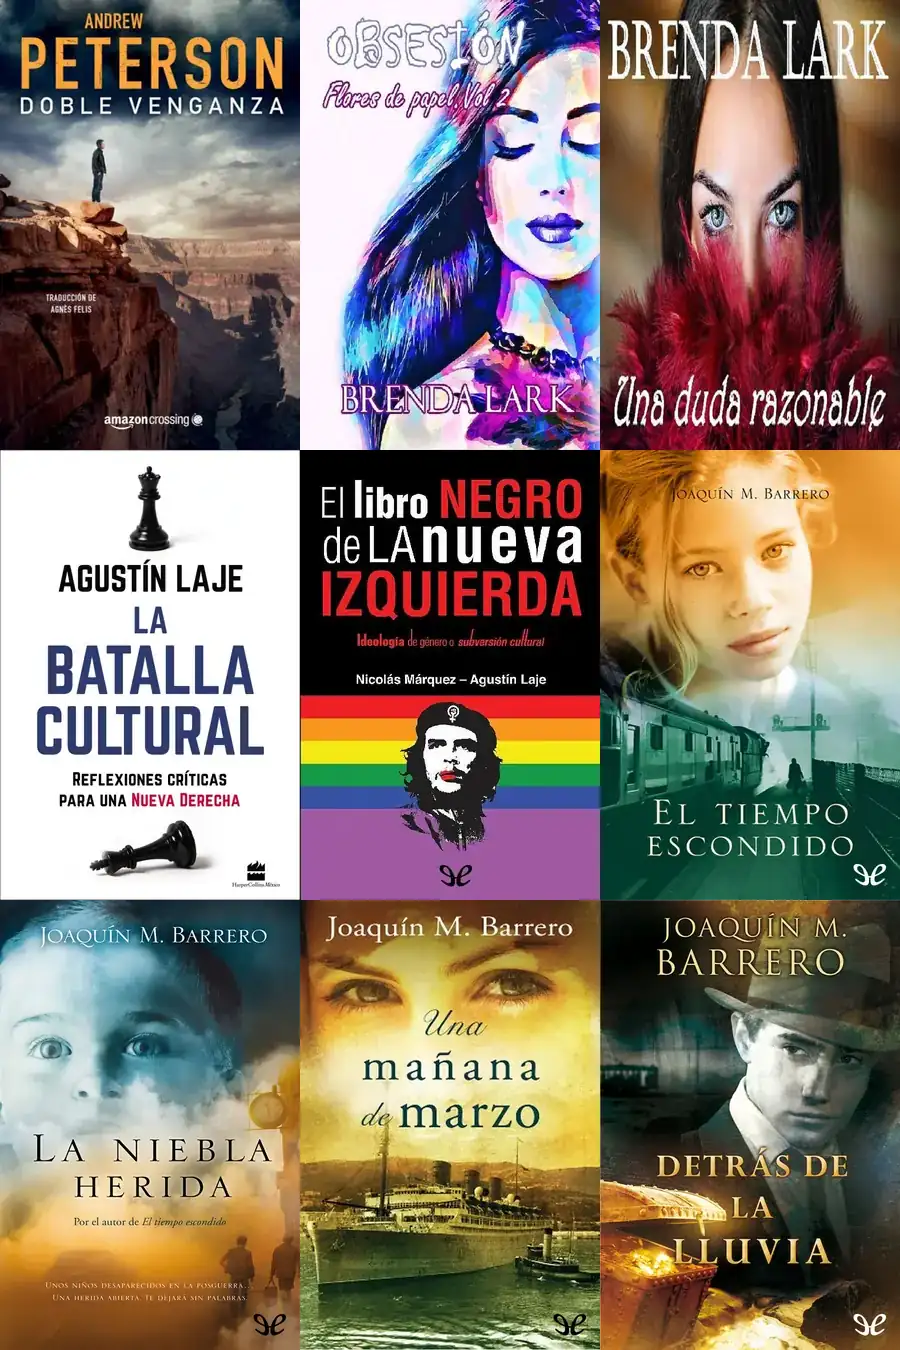 ANDREW
PETERSON
DOBLE VENGANZA
TRADUCCIÓN DE
AGNÈS FELIS
amazoncrossing
OBSESIÓN
Flores de papel, Vol 2
BRENDA LARK
BRENDA LARK
Una duda razonable
AGUSTÍN LAJE
LA
BATALLA
CULTURAL
REFLEXIONES CRÍTICAS
PARA UNA NUEVA DERECHA
HarperCollins México
El libro NEGRO
de LA nueva
IZQUIERDA
Ideología de género o subversión cultural
Nicolás Márquez – Agustín Laje
JOAQUÍN M. BARRERO
EL TIEMPO
ESCONDIDO
JOAQUÍN M. BARRERO
LA NIEBLA
HERIDA
Por el autor de El tiempo escondido
UNOS NIÑOS DESAPARECIDOS EN LA POSGUERRA...
UNA HERIDA ABIERTA. TE DEJARÁ SIN PALABRAS.
Joaquín M. Barrero
Una
mañana
de marzo
JOAQUÍN M.
BARRERO
DETRÁS DE
LA
LLUVIA